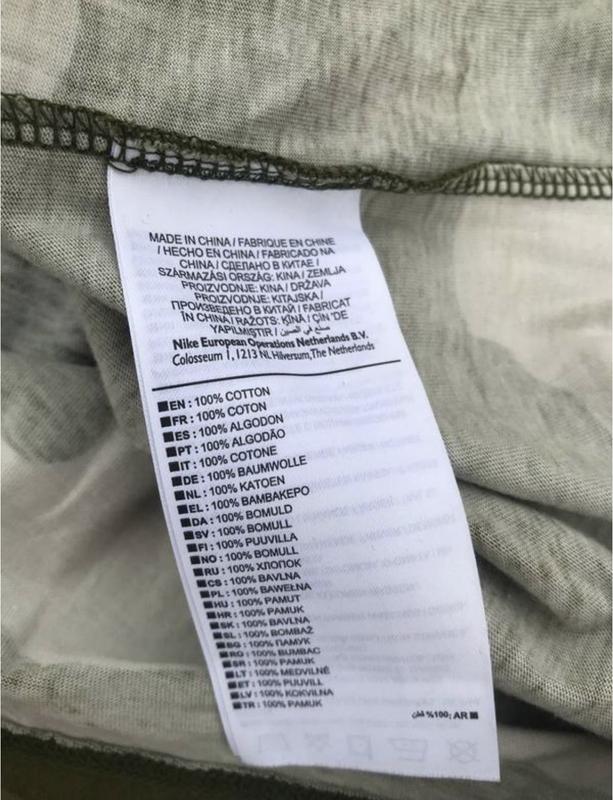 MADE IN CHINA / FABRIQUE EN CHINE
/ HECHO EN CHINA / FABRICADO NA
CHINA / СДЕЛАНО В КИТАЕ /
SZÁRMAZÁSI ORSZÁG: KINA / ZEMLJA
PROIZVODNJE: KINA / DRŽAVA
PROIZVODNJE: KITAJSKA /
ПРОИЗВЕДЕНО В КИТАЙ / FABRICAT
ÎN CHINA / RAŽOTS: ĶĪNA / ÇİN 'DE
YAPILMIŞTIR / صنع في الصين
Nike European Operations Netherlands B.V.
Colosseum 1, 1213 NL Hilversum, The Netherlands
EN : 100% COTTON
FR : 100% COTON
ES : 100% ALGODON
PT : 100% ALGODÃO
IT : 100% COTONE
DE : 100% BAUMWOLLE
NL : 100% KATOEN
EL : 100% ΒΑΜΒΑΚΕΡΟ
DA : 100% BOMULD
SV : 100% BOMULL
FI : 100% PUUVILLA
NO : 100% BOMULL
RU : 100% ХЛОПОК
CS : 100% BAVLNA
PL : 100% BAWEŁNA
HU : 100% PAMUT
HR : 100% PAMUK
SK : 100% BAVLNA
SL : 100% BOMBAŽ
BG : 100% ПАМУК
RO : 100% BUMBAC
SR : 100% PAMUK
LT : 100% MEDVILNĖ
ET : 100% PUUVILL
LV : 100% KOKVILNA
TR : 100% PAMUK
AR :100% قطن